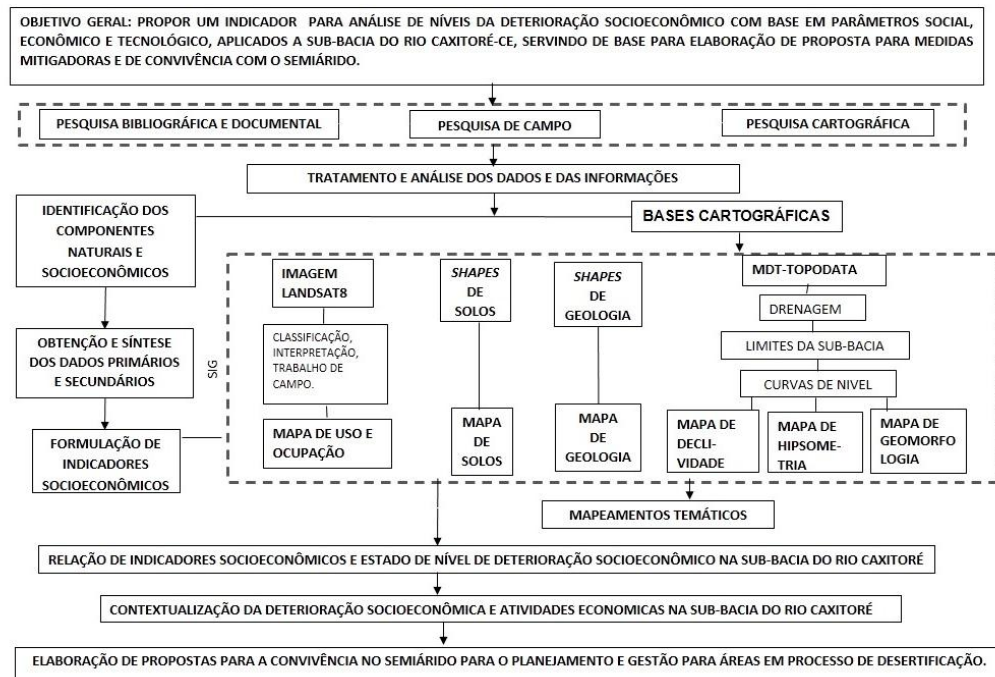 OBJETIVO GERAL: PROPOR UM INDICADOR PARA ANÁLISE DE NÍVEIS DA DETERIORAÇÃO SOCIOECONÔMICO COM BASE EM PARÂMETROS SOCIAL,
ECONÔMICO E TECNOLÓGICO, APLICADOS A SUB-BACIA DO RIO CAXITORÉ-CE, SERVINDO DE BASE PARA ELABORAÇÃO DE PROPOSTA PARA MEDIDAS
MITIGADORAS E DE CONVIVÊNCIA COM O SEMIÁRIDO.
PESQUISA BIBLIOGRÁFICA E DOCUMENTAL
PESQUISA DE CAMPO
PESQUISA CARTOGRÁFICA
TRATAMENTO E ANÁLISE DOS DADOS E DAS INFORMAÇÕES
IDENTIFICAÇÃO DOS
COMPONENTES
NATURAIS E
SOCIOECONÔMICOS
OBTENÇÃO E SÍNTESE
DOS DADOS PRIMÁRIOS
E SECUNDÁRIOS
FORMULAÇÃO DE
INDICADORES
SOCIOECONÔMICOS
BASES CARTOGRÁFICAS
SIG
IMAGEM
LANDSAT8
CLASSIFICAÇÃO,
INTERPRETAÇÃO,
TRABALHO DE
CAMPO.
MAPA DE USO E
OCUPAÇÃO
SHAPES
DE
SOLOS
MAPA
DE
SOLOS
SHAPES
DE
GEOLOGIA
MAPA
DE
GEOLOGIA
MDT-TOPODATA
DRENAGEM
LIMITES DA SUB-BACIA
CURVAS DE NIVEL
MAPA DE
DECLI-
VIDADE
MAPA DE
HIPSOME-
TRIA
MAPA DE
GEOMORFO
LOGIA
MAPEAMENTOS TEMÁTICOS
RELAÇÃO DE INDICADORES SOCIOECONÔMICOS E ESTADO DE NÍVEL DE DETERIORAÇÃO SOCIOECONÔMICO NA SUB-BACIA DO RIO CAXITORÉ
CONTEXTUALIZAÇÃO DA DETERIORAÇÃO SOCIOECONÔMICA E ATIVIDADES ECONOMICAS NA SUB-BACIA DO RIO CAXITORÉ
ELABORAÇÃO DE PROPOSTAS PARA A CONVIVÊNCIA NO SEMIÁRIDO PARA O PLANEJAMENTO E GESTÃO PARA ÁREAS EM PROCESSO DE DESERTIFICAÇÃO.